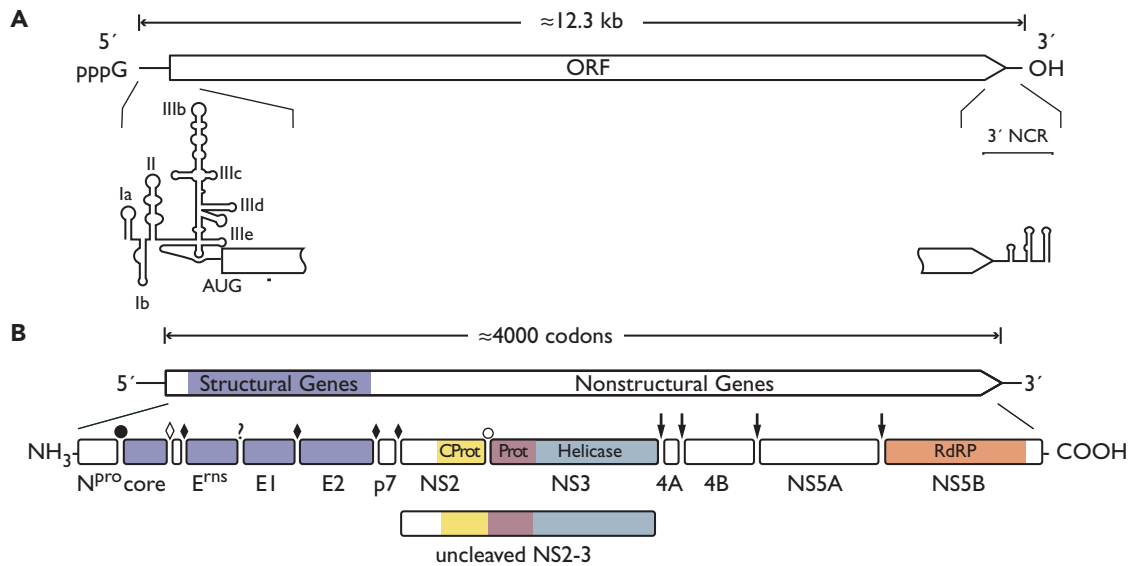 A
≈12.3 kb
5´
3´
pppG
ORF
OH
IIIb
3´ NCR
II
IIIc
Ia
IIId
IIIe
AUG
Ib
B
≈4000 codons
5´
Structural Genes
Nonstructural Genes
3´
?
NH3
CProt
Prot
Helicase
RdRP
COOH
Npro
core
Erns
E1
E2
p7
NS2
NS3
4A
4B
NS5A
NS5B
uncleaved NS2-3